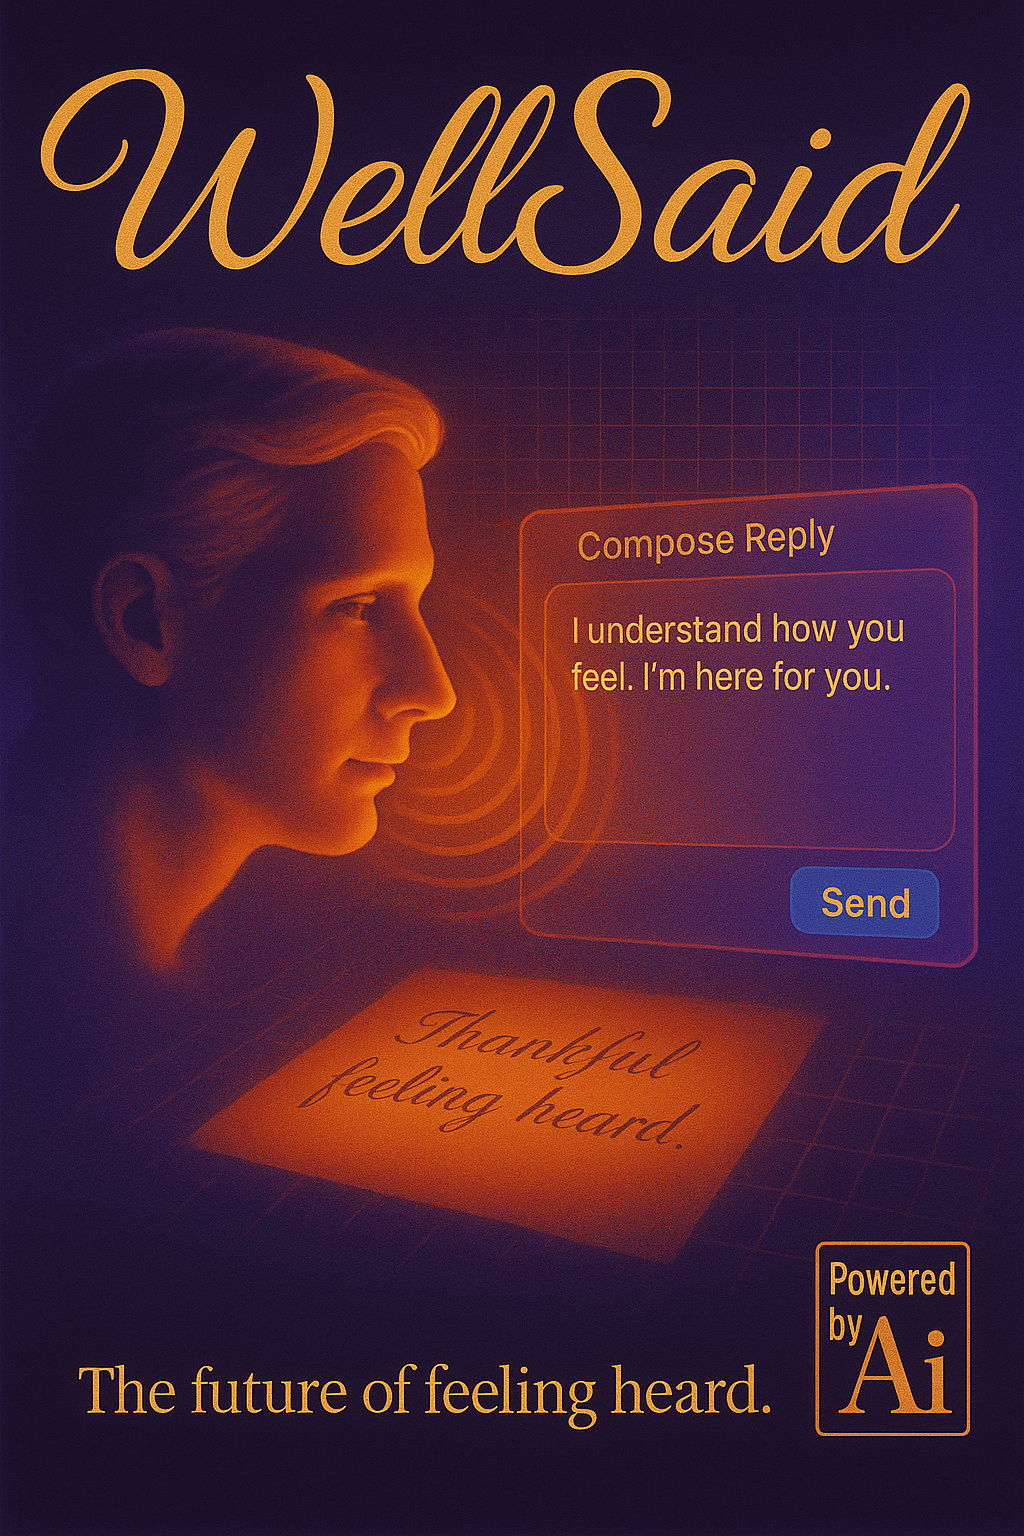 WellSaid
Compose Reply
I understand how you
feel. I'm here for you.
Send
Thankful
feeling heard.
Powered
by Ai
The future of feeling heard.